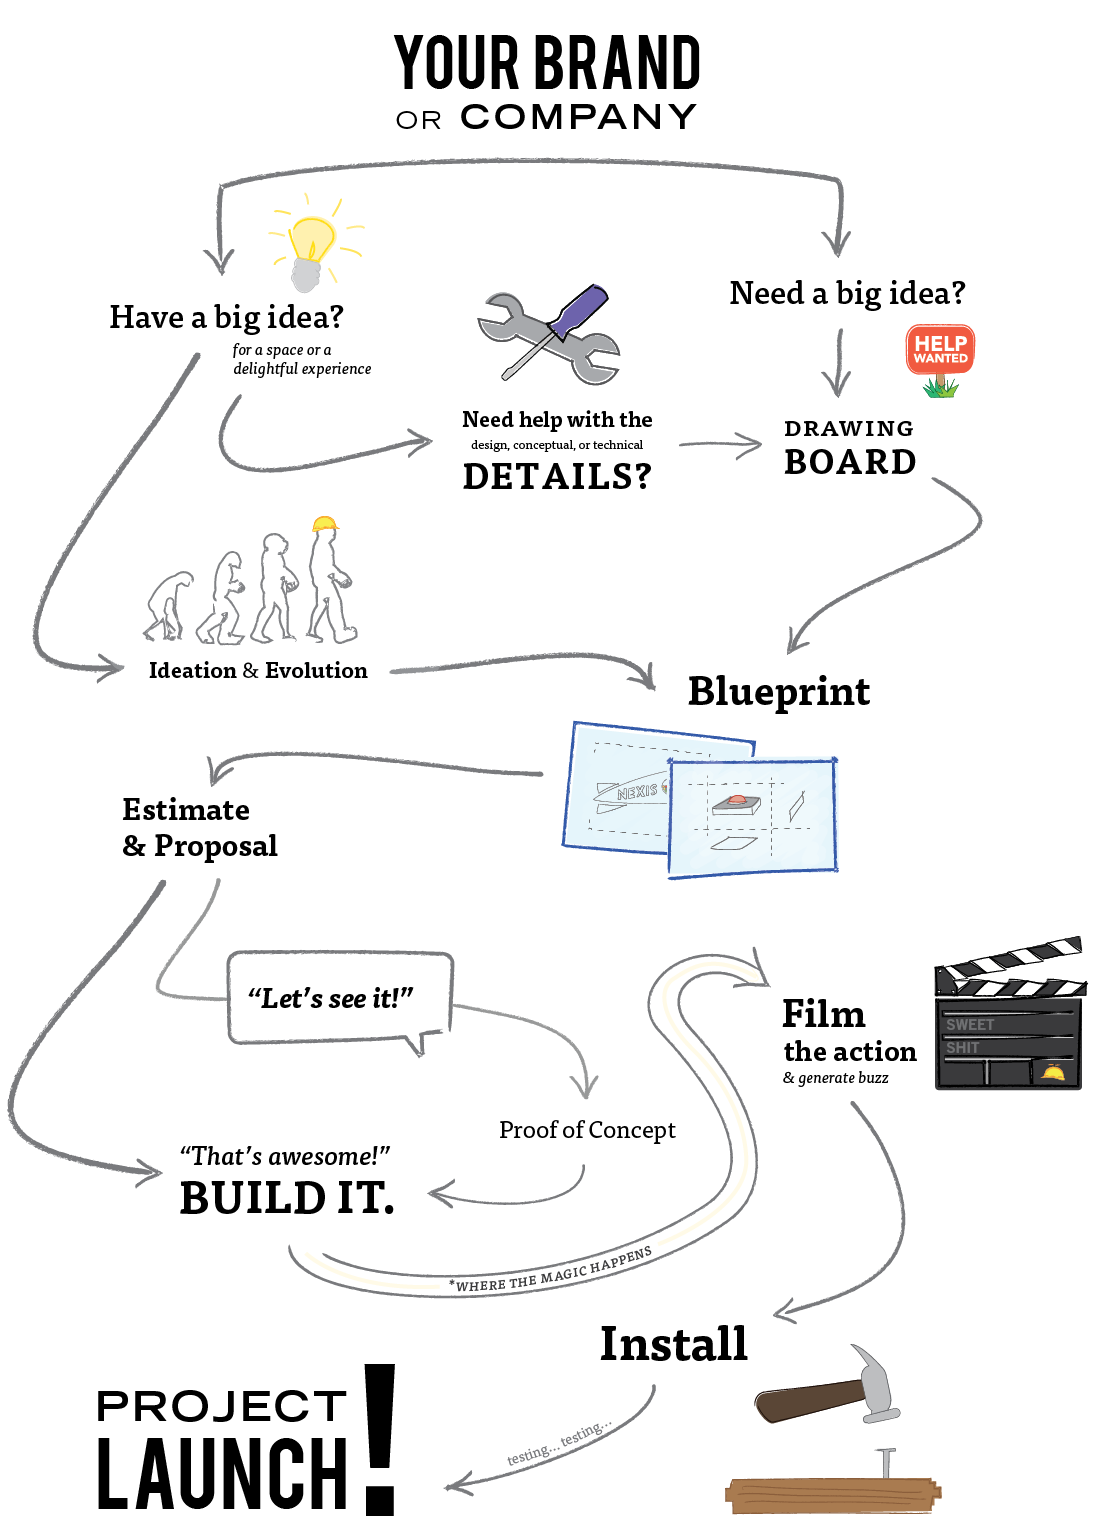 YOUR BRAND
OR COMPANY
Have a big idea?
for a space or a
delightful experience
Need a big idea?
HELP
WANTED
Need help with the
design, conceptual, or technical
DETAILS?
DRAWING
BOARD
Ideation & Evolution
Blueprint
NEXIS
Estimate
& Proposal
“Let’s see it!”
Film
the action
& generate buzz
SWEET
SHIT
Proof of Concept
“That’s awesome!”
BUILD IT.
*WHERE THE MAGIC HAPPENS
Install
testing... testing...
PROJECT
LAUNCH!